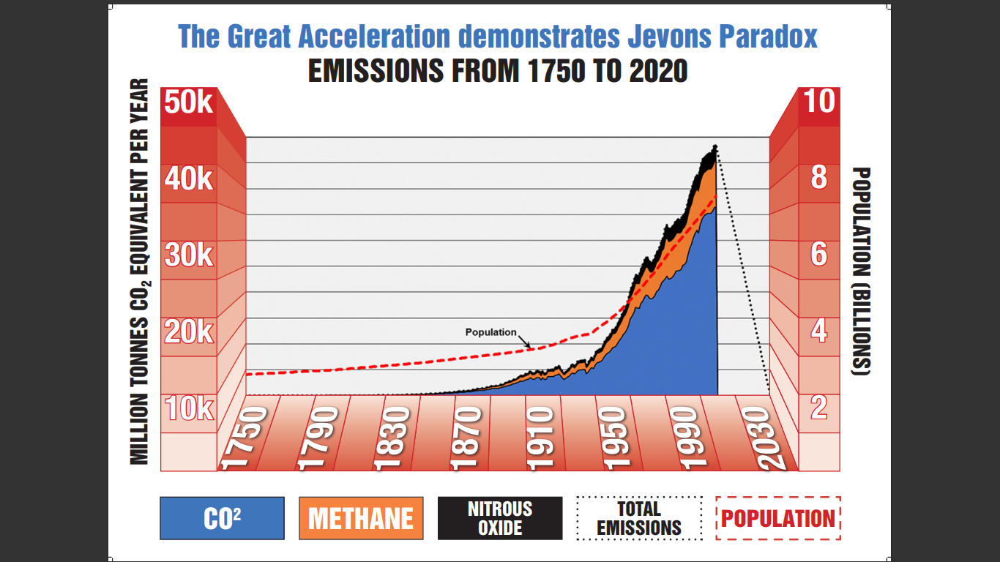 The Great Acceleration demonstrates Jevons Paradox
EMISSIONS FROM 1750 TO 2020
MILLION TONNES CO₂ EQUIVALENT PER YEAR
50k
40k
30k
20k
10k
10
8
6
4
2
POPULATION (BILLIONS)
Population
1750
1790
1830
1870
1910
1950
1990
2030
CO²
METHANE
NITROUS
OXIDE
TOTAL
EMISSIONS
POPULATION